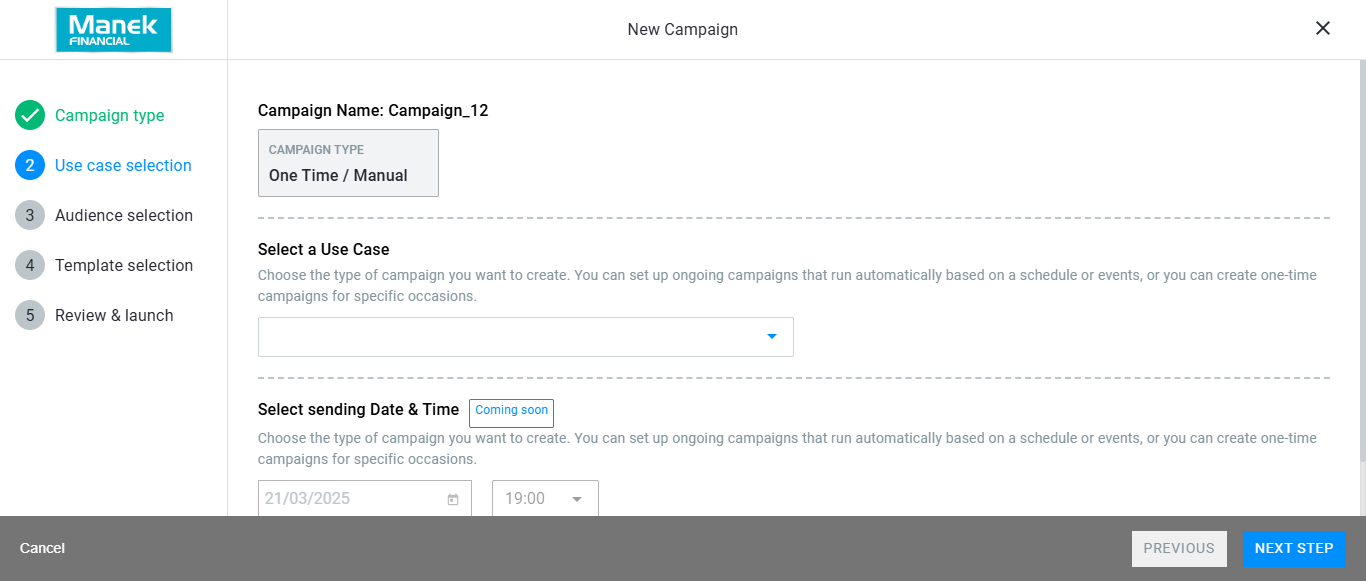 Manek
FINANCIAL
New Campaign
Campaign type
2 Use case selection
3 Audience selection
4 Template selection
5 Review & launch
Campaign Name: Campaign_12
CAMPAIGN TYPE
One Time / Manual
Select a Use Case
Choose the type of campaign you want to create. You can set up ongoing campaigns that run automatically based on a schedule or events, or you can create one-time
campaigns for specific occasions.
Select sending Date & Time Coming soon
Choose the type of campaign you want to create. You can set up ongoing campaigns that run automatically based on a schedule or events, or you can create one-time
campaigns for specific occasions.
21/03/2025 19:00
Cancel PREVIOUS NEXT STEP